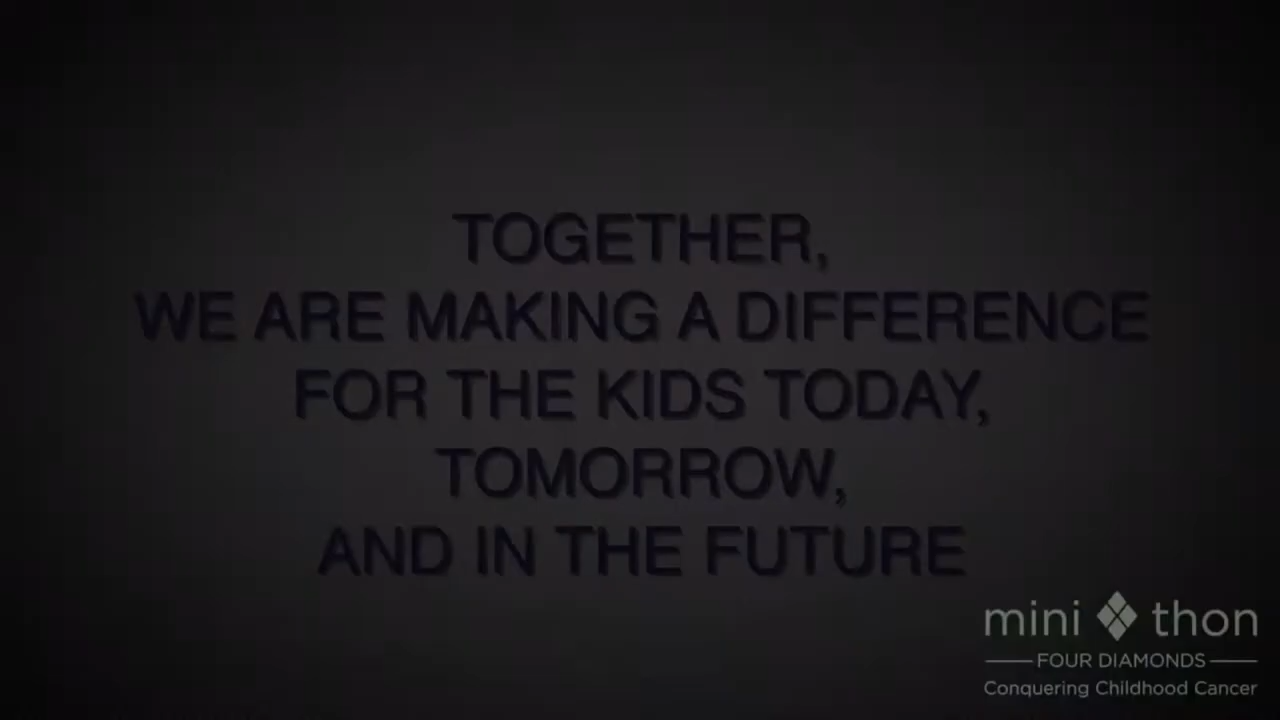 TOGETHER,
WE ARE MAKING A DIFFERENCE
FOR THE KIDS TODAY,
TOMORROW,
AND IN THE FUTURE
mini thon
FOUR DIAMONDS
Conquering Childhood Cancer